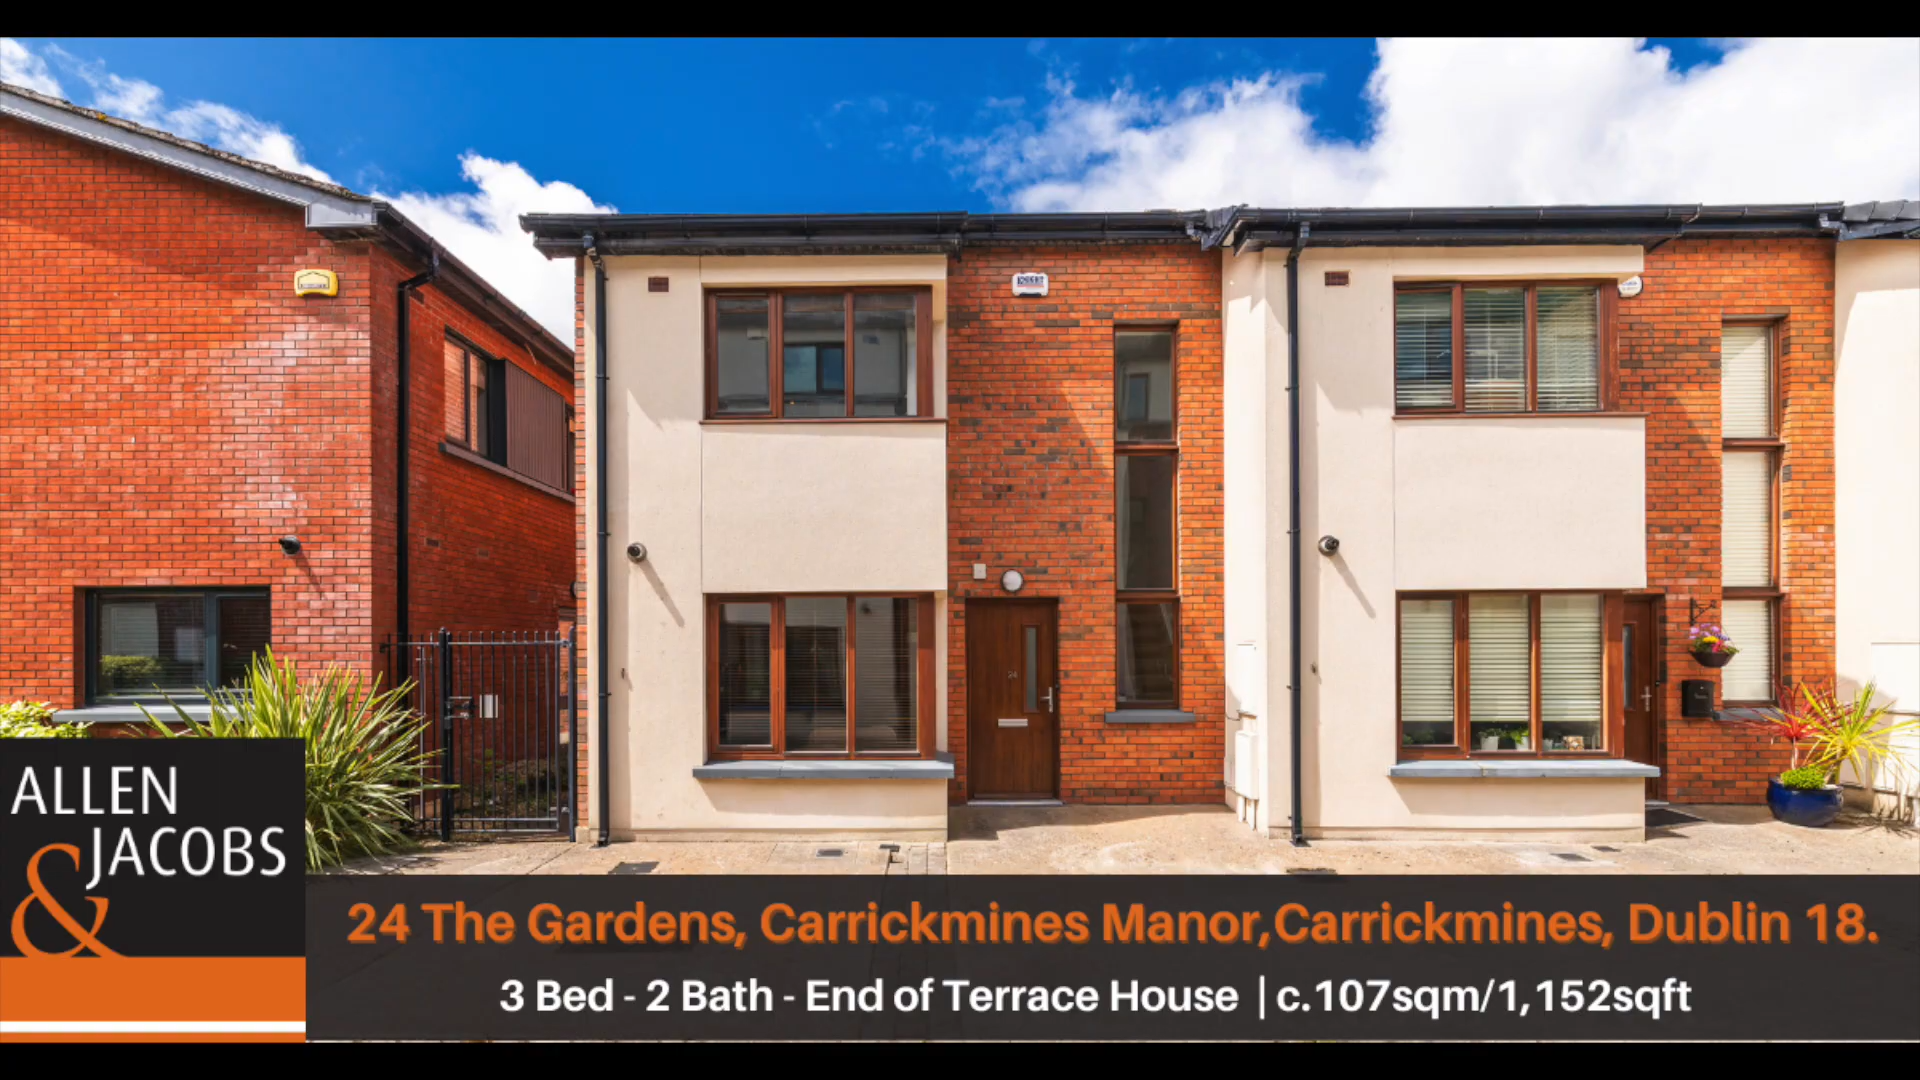 ALLEN
& JACOBS
24 The Gardens, Carrickmines Manor,Carrickmines, Dublin 18.
3 Bed - 2 Bath - End of Terrace House | c.107sqm/1,152sqft
24